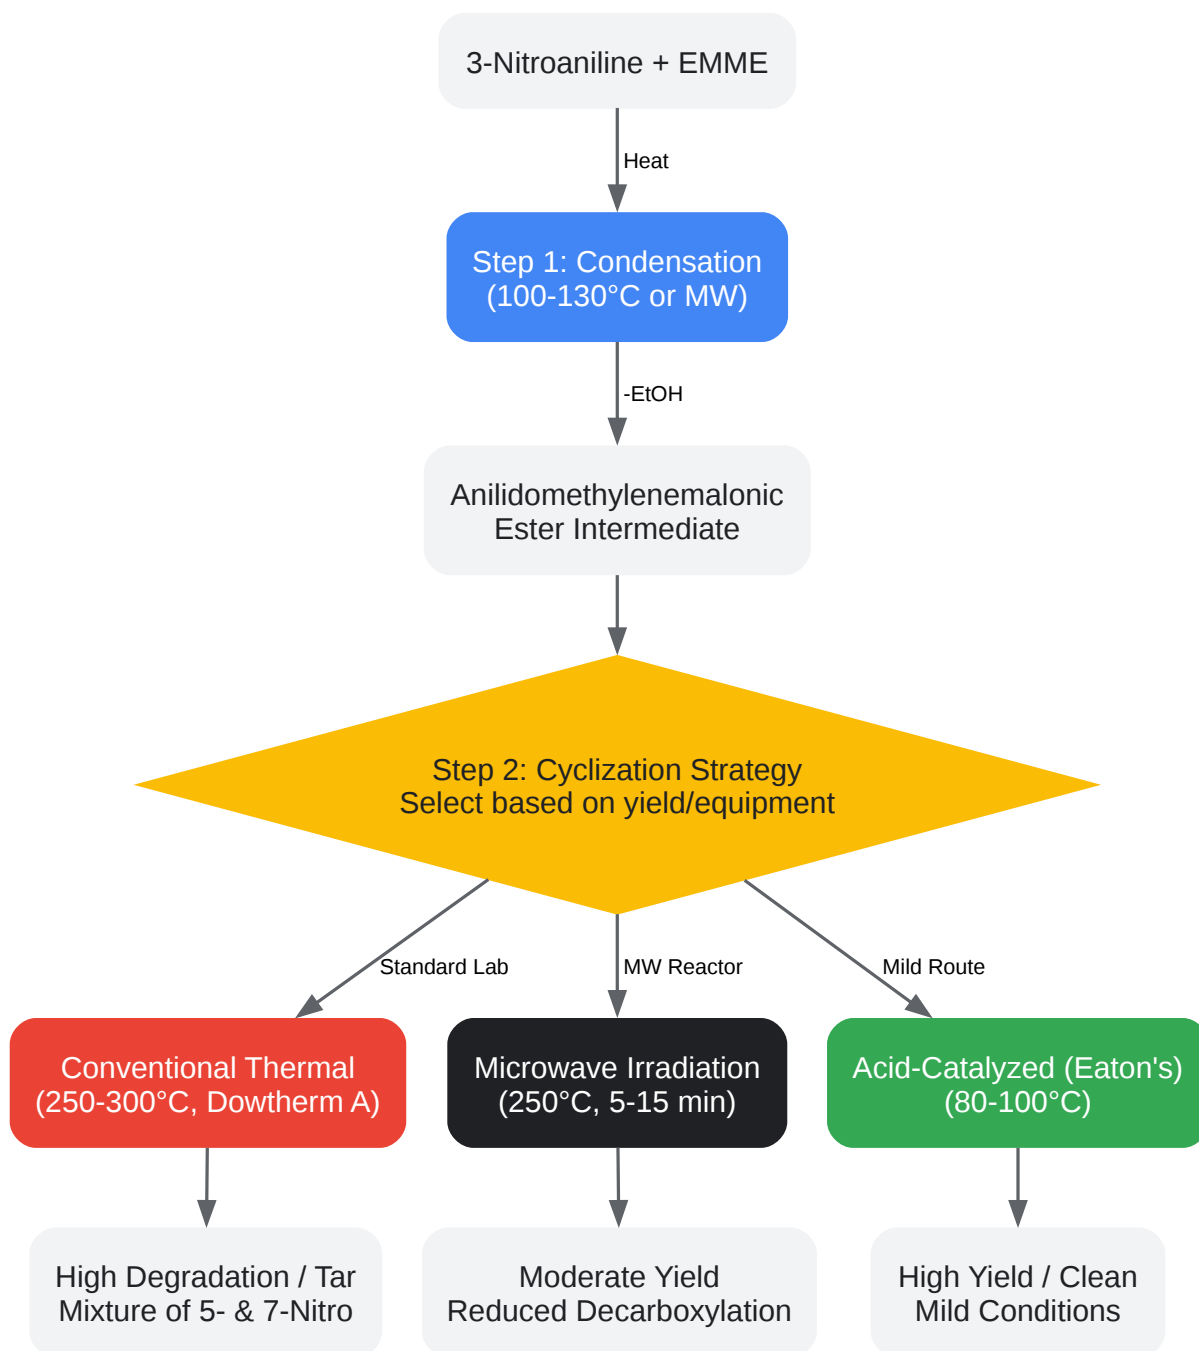 3-Nitroaniline + EMME
Heat
Step 1: Condensation
(100-130°C or MW)
-EtOH
Anilidomethylenemalonic
Ester Intermediate
Step 2: Cyclization Strategy
Select based on yield/equipment
Standard Lab
MW Reactor
Mild Route
Conventional Thermal
(250-300°C, Dowtherm A)
Microwave Irradiation
(250°C, 5-15 min)
Acid-Catalyzed (Eaton's)
(80-100°C)
High Degradation / Tar
Mixture of 5- & 7-Nitro
Moderate Yield
Reduced Decarboxylation
High Yield / Clean
Mild Conditions